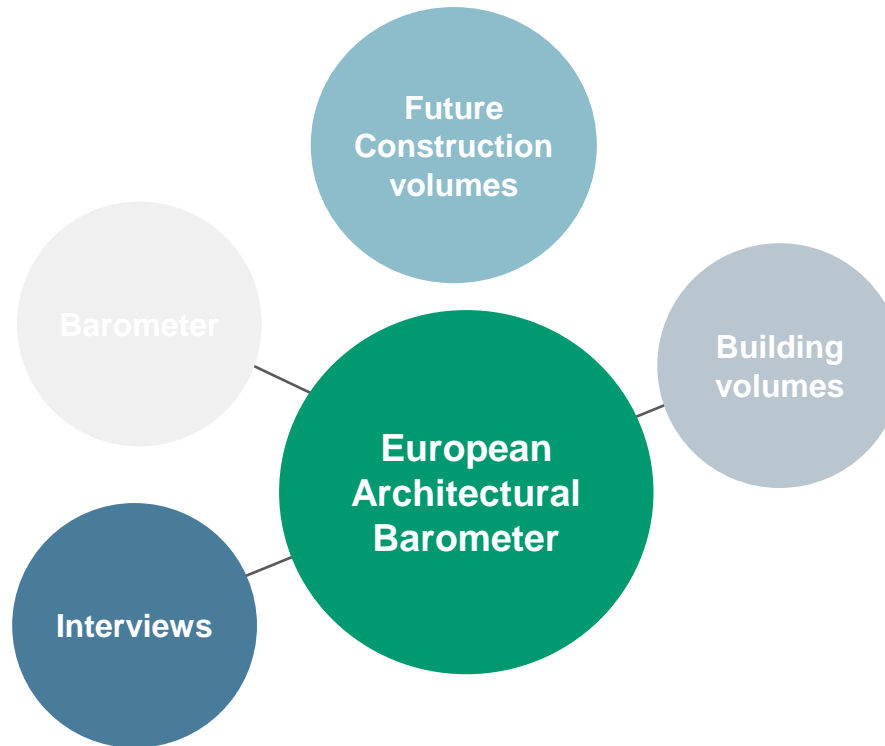 Future
Construction
volumes
Barometer
Building
volumes
European
Architectural
Barometer
Interviews